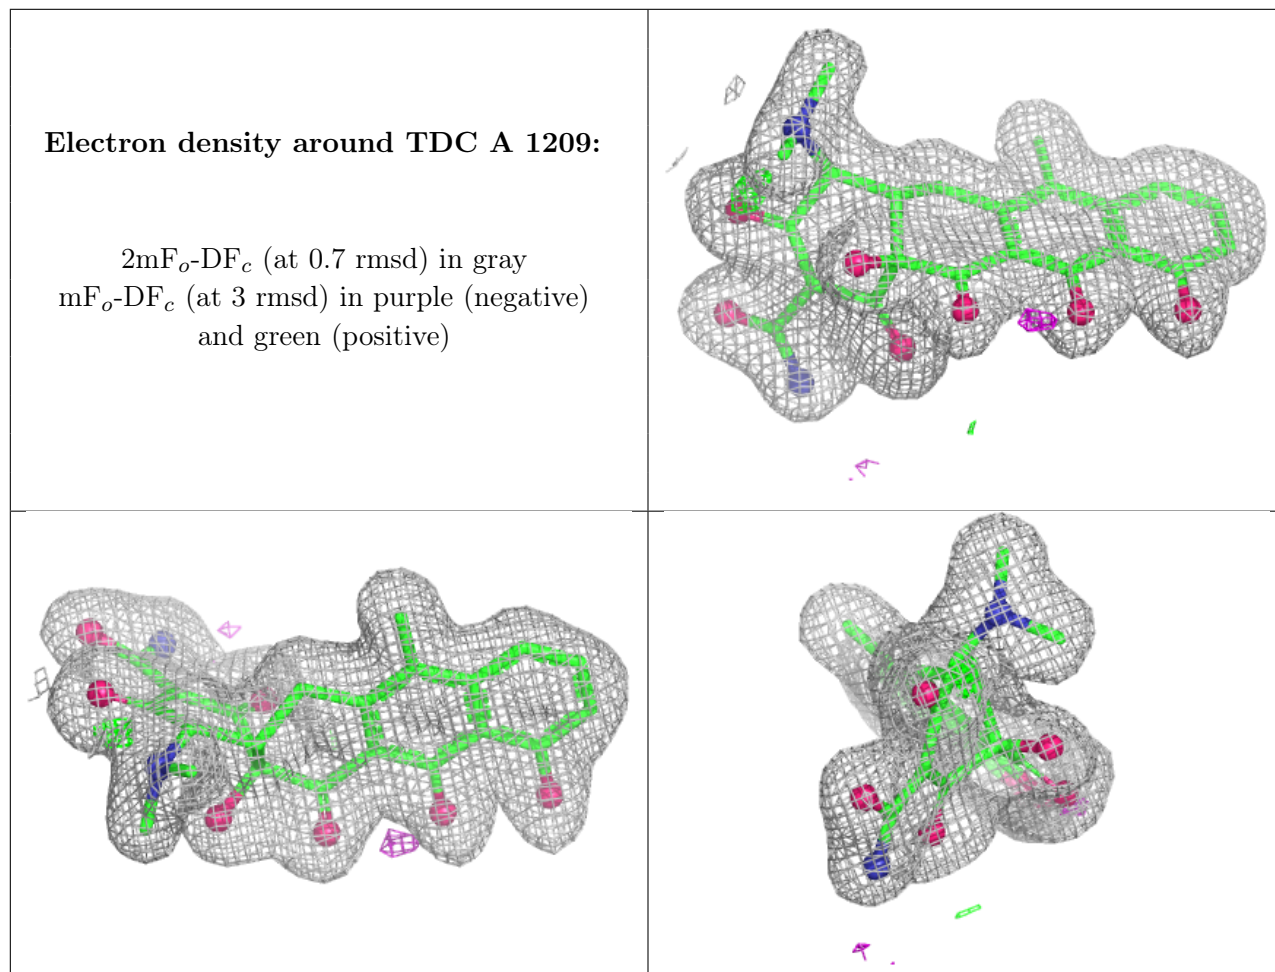 Electron density around TDC A 1209:
2mFo-DFc (at 0.7 rmsd) in gray
mFo-DFc (at 3 rmsd) in purple (negative)
and green (positive)